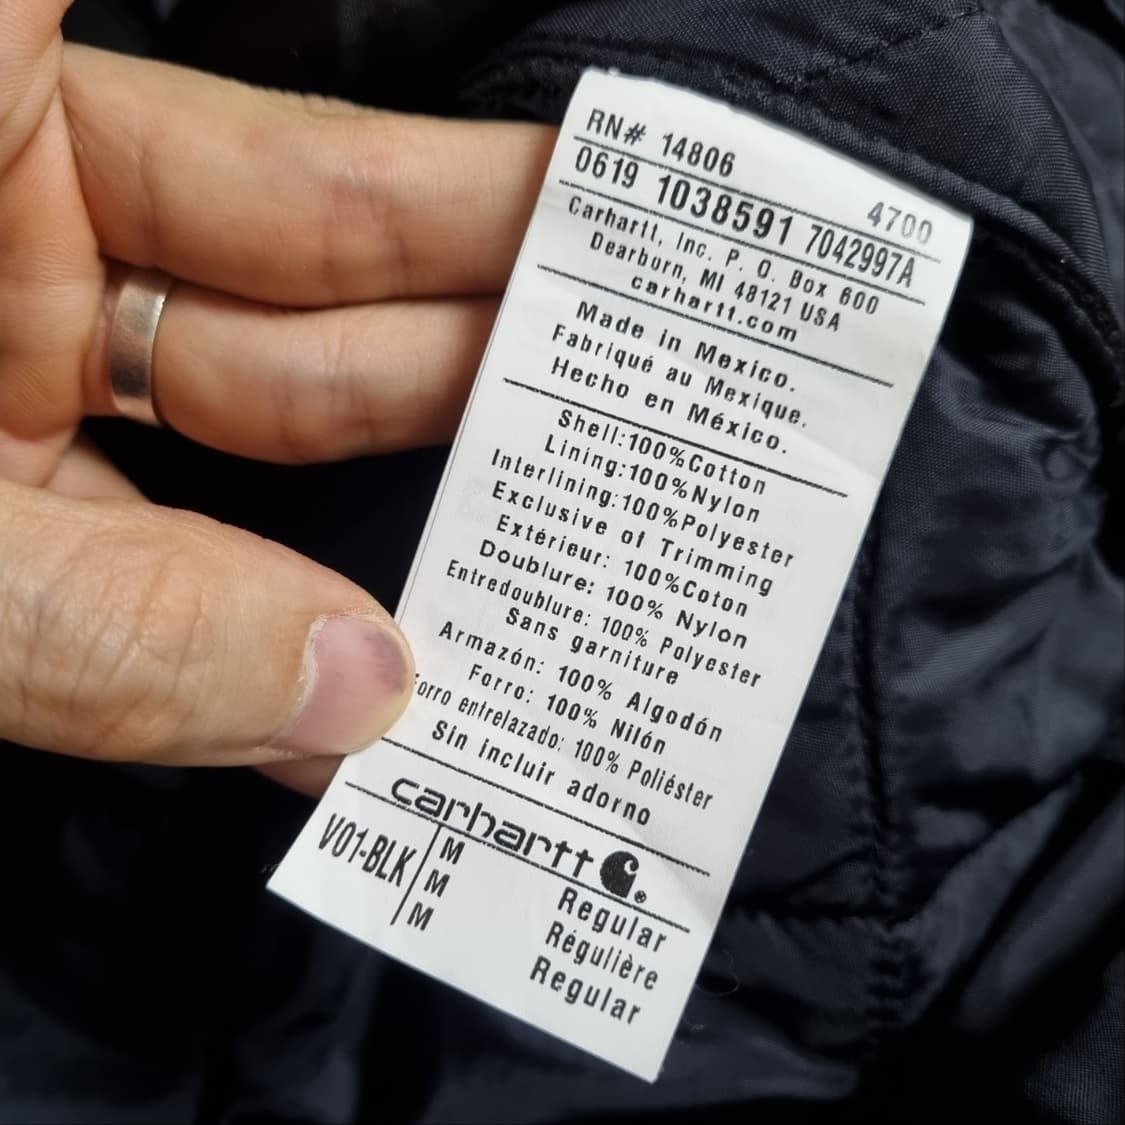 RN# 14806 4700
0619 1038591 7042997A
Carhartt, Inc. P. O. Box 600
Dearborn, MI 48121 USA
carhartt.com
Made in Mexico.
Fabriqué au Mexique.
Hecho en México.
Shell:100%Cotton
Lining:100%Nylon
Interlining:100%Polyester
Exclusive of Trimming
Extérieur: 100%Coton
Doublure: 100% Nylon
Entredoublure: 100% Polyester
Sans garniture
Armazón: 100% Algodón
Forro: 100% Nilón
Forro entrelazado: 100% Poliéster
Sin incluir adorno
carhartt ®
V01-BLK M Regular
M Régulière
M Regular